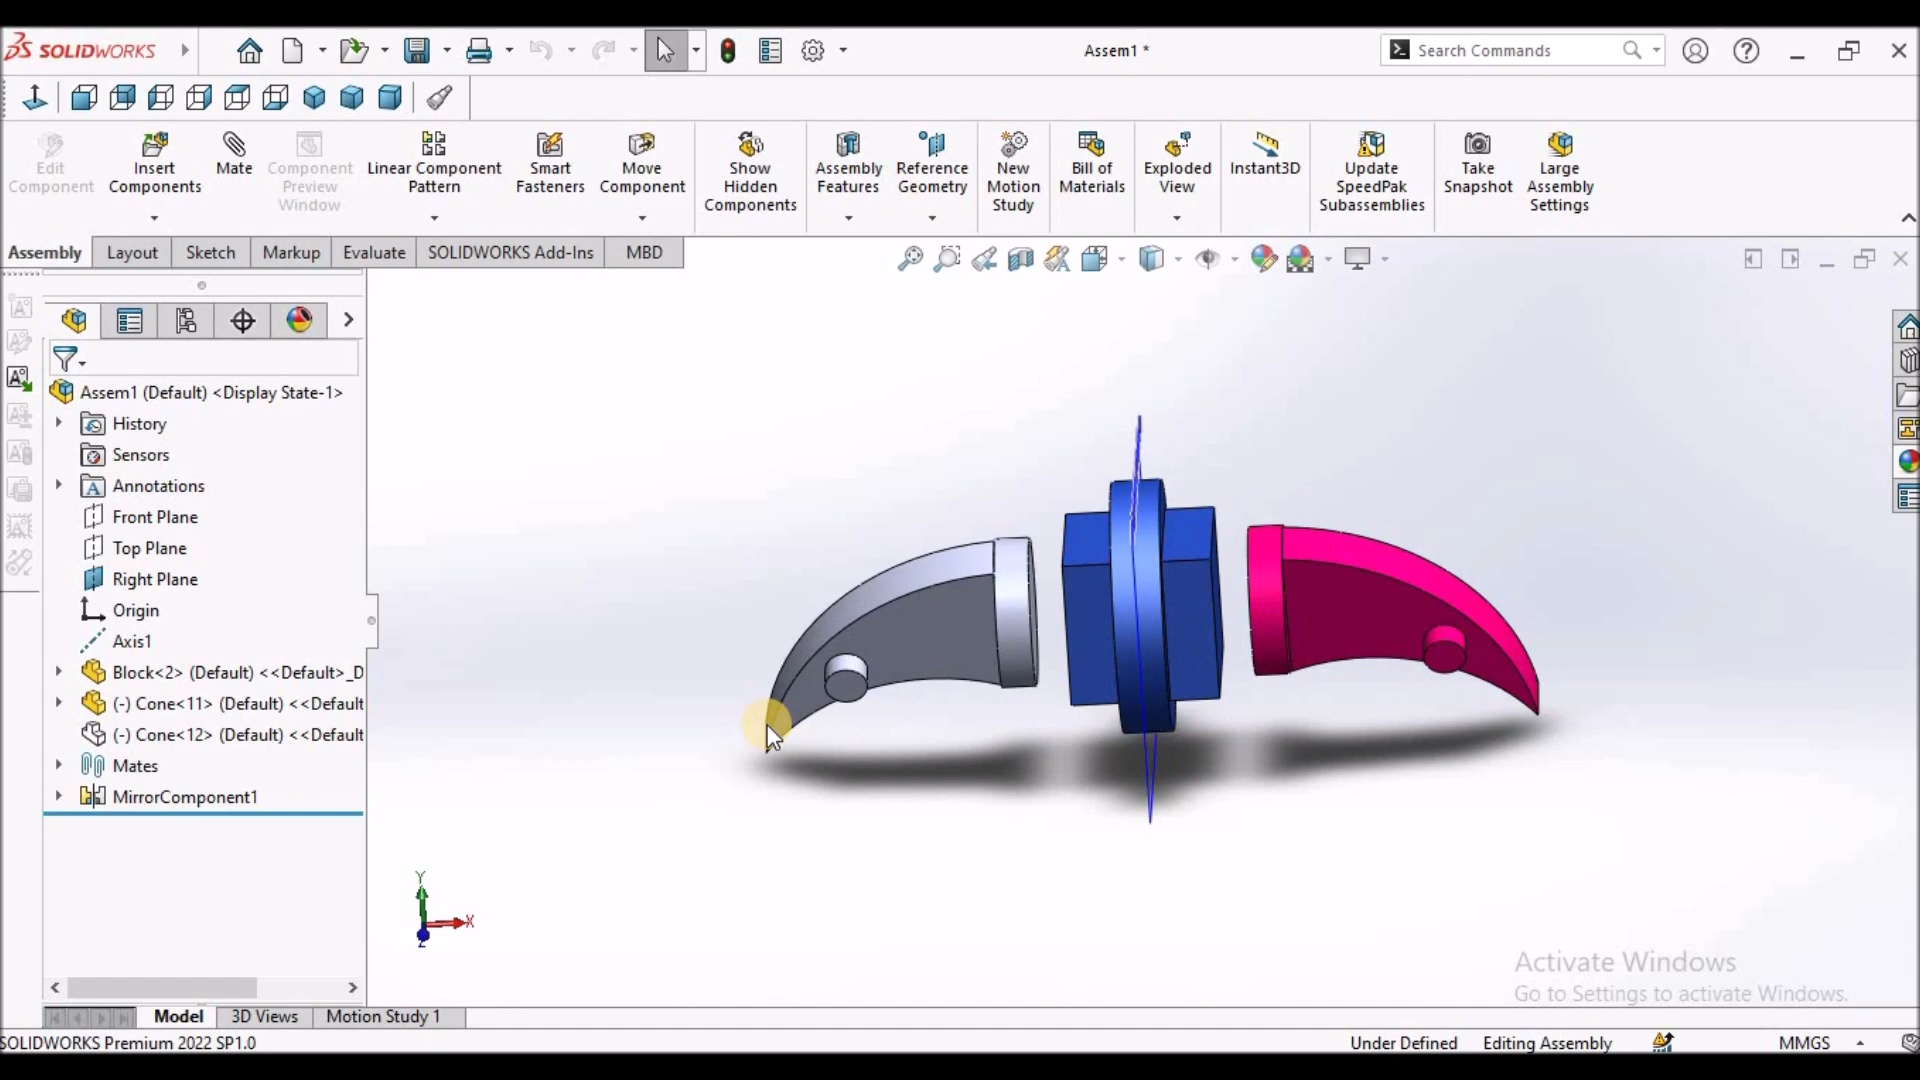 SOLIDWORKS
Assem1 *
Search Commands
Edit Component
Insert Components
Mate
Component Preview Window
Linear Component Pattern
Smart Fasteners
Move Component
Show Hidden Components
Assembly Features
Reference Geometry
New Motion Study
Bill of Materials
Exploded View
Instant3D
Update SpeedPak Subassemblies
Take Snapshot
Large Assembly Settings
Assembly
Layout
Sketch
Markup
Evaluate
SOLIDWORKS Add-Ins
MBD
Assem1 (Default) <Display State-1>
History
Sensors
Annotations
Front Plane
Top Plane
Right Plane
Origin
Axis1
Block<2> (Default) <<Default>_D
(-) Cone<11> (Default) <<Default
(-) Cone<12> (Default) <<Default
Mates
MirrorComponent1
Y
X
Z
Activate Windows
Go to Settings to activate Windows.
Model
3D Views
Motion Study 1
SOLIDWORKS Premium 2022 SP1.0
Under Defined
Editing Assembly
MMGS